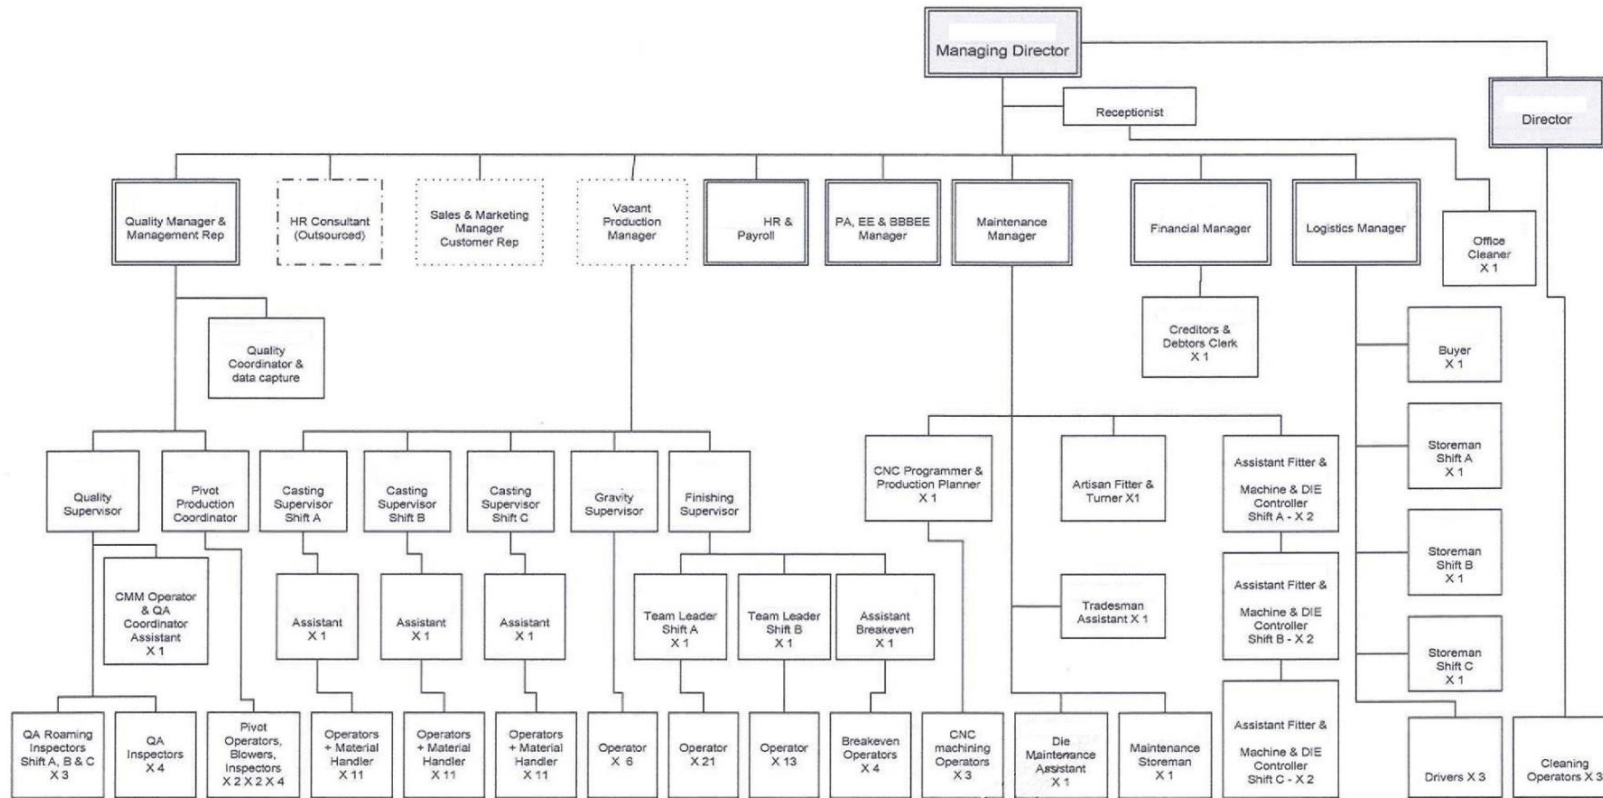 Managing Director
Receptionist
Director
Quality Manager &
Management Rep
HR Consultant
(Outsourced)
Sales & Marketing
Manager
Customer Rep
Vacant
Production
Manager
HR &
Payroll
PA, EE & BBBEE
Manager
Maintenance
Manager
Financial Manager
Logistics Manager
Office
Cleaner
X 1
Quality
Coordinator &
data capture
Creditors &
Debtors Clerk
X 1
Buyer
X 1
Quality
Supervisor
Pivot
Production
Coordinator
Casting
Supervisor
Shift A
Casting
Supervisor
Shift B
Casting
Supervisor
Shift C
Gravity
Supervisor
Finishing
Supervisor
CNC Programmer &
Production Planner
X 1
Artisan Fitter &
Turner X1
Assistant Fitter &
Machine & DIE
Controller
Shift A - X 2
Storeman
Shift A
X 1
CMM Operator
& QA
Coordinator
Assistant
X 1
Assistant
X 1
Assistant
X 1
Assistant
X 1
Team Leader
Shift A
X 1
Team Leader
Shift B
X 1
Assistant
Breakeven
X 1
Tradesman
Assistant X 1
Assistant Fitter &
Machine & DIE
Controller
Shift B - X 2
Storeman
Shift B
X 1
Storeman
Shift C
X 1
QA Roaming
Inspectors
Shift A, B & C
X 3
QA
Inspectors
X 4
Pivot
Operators,
Blowers,
Inspectors
X 2 X 2 X 4
Operators
+ Material
Handler
X 11
Operators
+ Material
Handler
X 11
Operators
+ Material
Handler
X 11
Operator
X 6
Operator
X 21
Operator
X 13
Breakeven
Operators
X 4
CNC
machining
Operators
X 3
Die
Maintenance
Assistant
X 1
Maintenance
Storeman
X 1
Assistant Fitter &
Machine & DIE
Controller
Shift C - X 2
Drivers X 3
Cleaning
Operators X 3